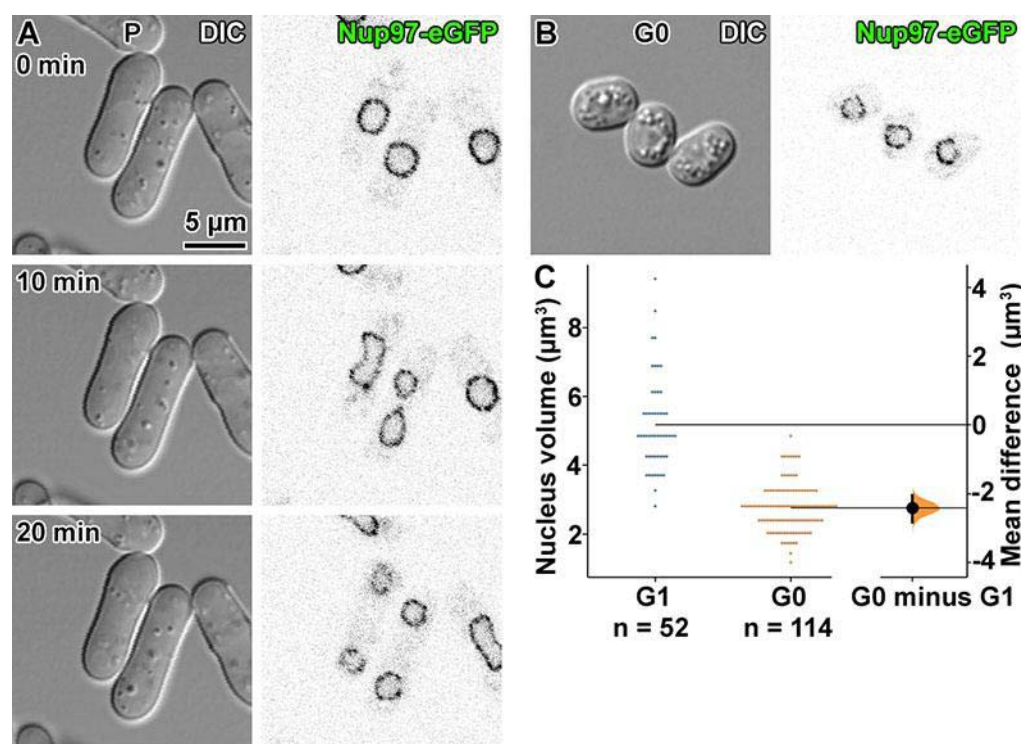 A P DIC Nup97-eGFP
0 min
5 µm
10 min
20 min
B G0 DIC Nup97-eGFP
C
Nucleus volume (µm³)
8
6
4
2
4
2
0
-2
-4
Mean difference (µm³)
G1 G0 G0 minus G1
n = 52 n = 114